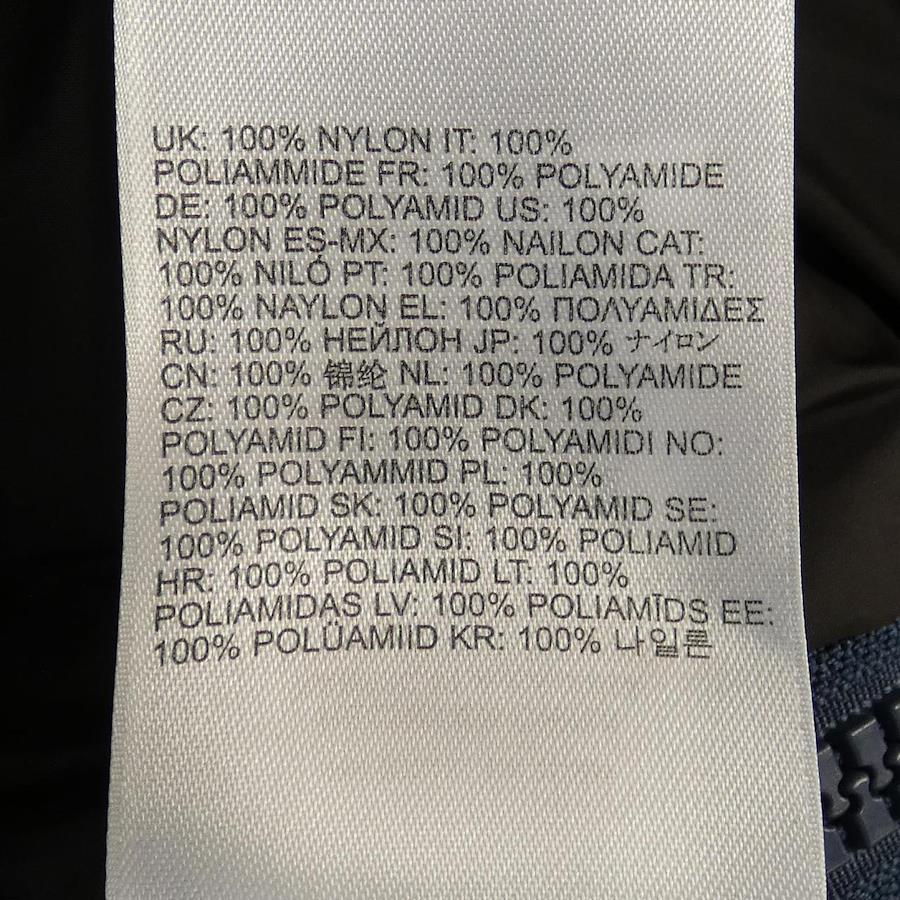 UK: 100% NYLON IT: 100%
POLIAMMIDE FR: 100% POLYAMIDE
DE: 100% POLYAMID US: 100%
NYLON ES-MX: 100% NAILON CAT:
100% NILÓ PT: 100% POLIAMIDA TR:
100% NAYLON EL: 100% ΠΟΛΥΑΜΙΔΕΣ
RU: 100% НЕЙЛОН JP: 100% ナイロン
CN: 100% 锦纶 NL: 100% POLYAMIDE
CZ: 100% POLYAMID DK: 100%
POLYAMID FI: 100% POLYAMIDI NO:
100% POLYAMMID PL: 100%
POLIAMID SK: 100% POLYAMID SE:
100% POLYAMID SI: 100% POLIAMID
HR: 100% POLIAMID LT: 100%
POLIAMIDAS LV: 100% POLIAMĪDS EE:
100% POLÜAMIID KR: 100% 나일론